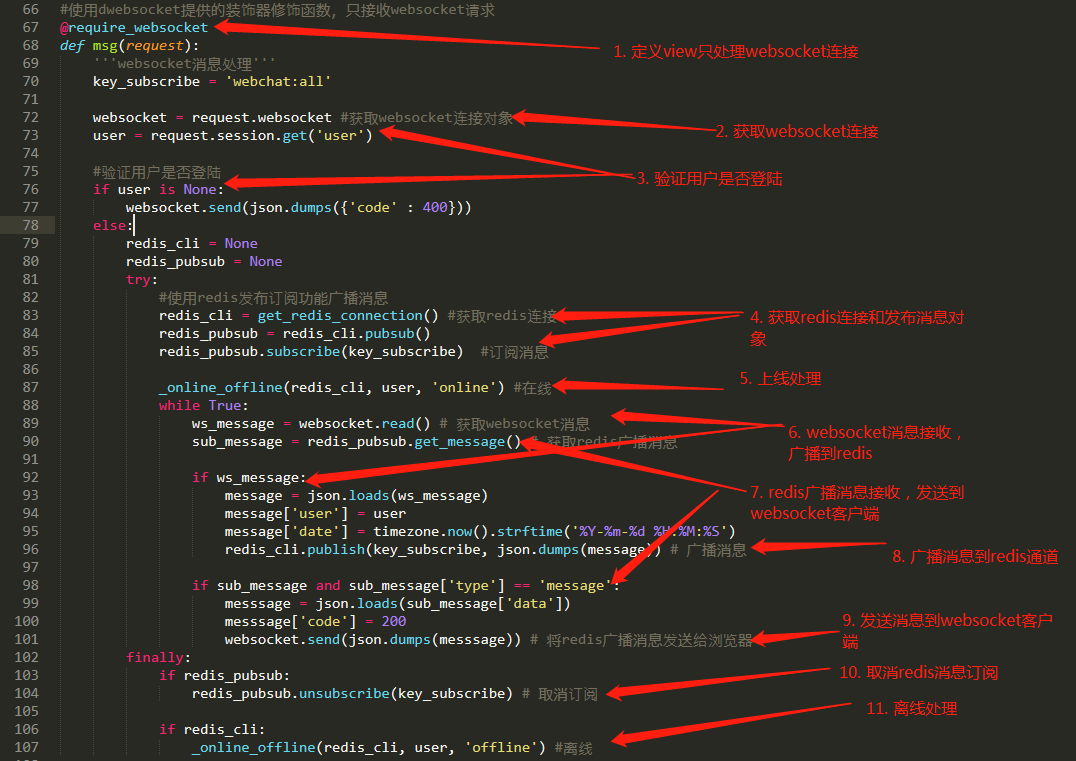 66 #使用dwebsocket提供的装饰器修饰函数，只接收websocket请求
67 @require_websocket
1. 定义view只处理websocket连接
68 def msg(request):
69 '''websocket消息处理'''
70 key_subscribe = 'webchat:all'
71
72 websocket = request.websocket #获取websocket连接对象
2. 获取websocket连接
73 user = request.session.get('user')
74
75 #验证用户是否登陆
3. 验证用户是否登陆
76 if user is None:
77 websocket.send(json.dumps({'code' : 400}))
78 else:
79 redis_cli = None
80 redis_pubsub = None
81 try:
82 #使用redis发布订阅功能广播消息
83 redis_cli = get_redis_connection() #获取redis连接
4. 获取redis连接和发布消息对
象
84 redis_pubsub = redis_cli.pubsub()
85 redis_pubsub.subscribe(key_subscribe) #订阅消息
86
87 _online_offline(redis_cli, user, 'online') #在线
5. 上线处理
88 while True:
89 ws_message = websocket.read() # 获取websocket消息
6. websocket消息接收，
广播到redis
90 sub_message = redis_pubsub.get_message() # 获取redis广播消息
91
92 if ws_message:
93 message = json.loads(ws_message)
7. redis广播消息接收，发送到
websocket客户端
94 message['user'] = user
95 message['date'] = timezone.now().strftime('%Y-%m-%d %H:%M:%S')
96 redis_cli.publish(key_subscribe, json.dumps(message)) # 广播消息
8. 广播消息到redis通道
97
98 if sub_message and sub_message['type'] == 'message':
99 messsage = json.loads(sub_message['data'])
100 messsage['code'] = 200
101 websocket.send(json.dumps(messsage)) # 将redis广播消息发送给浏览器
9. 发送消息到websocket客户
端
102 finally:
103 if redis_pubsub:
10. 取消redis消息订阅
104 redis_pubsub.unsubscribe(key_subscribe) # 取消订阅
105
11. 离线处理
106 if redis_cli:
107 _online_offline(redis_cli, user, 'offline') #离线